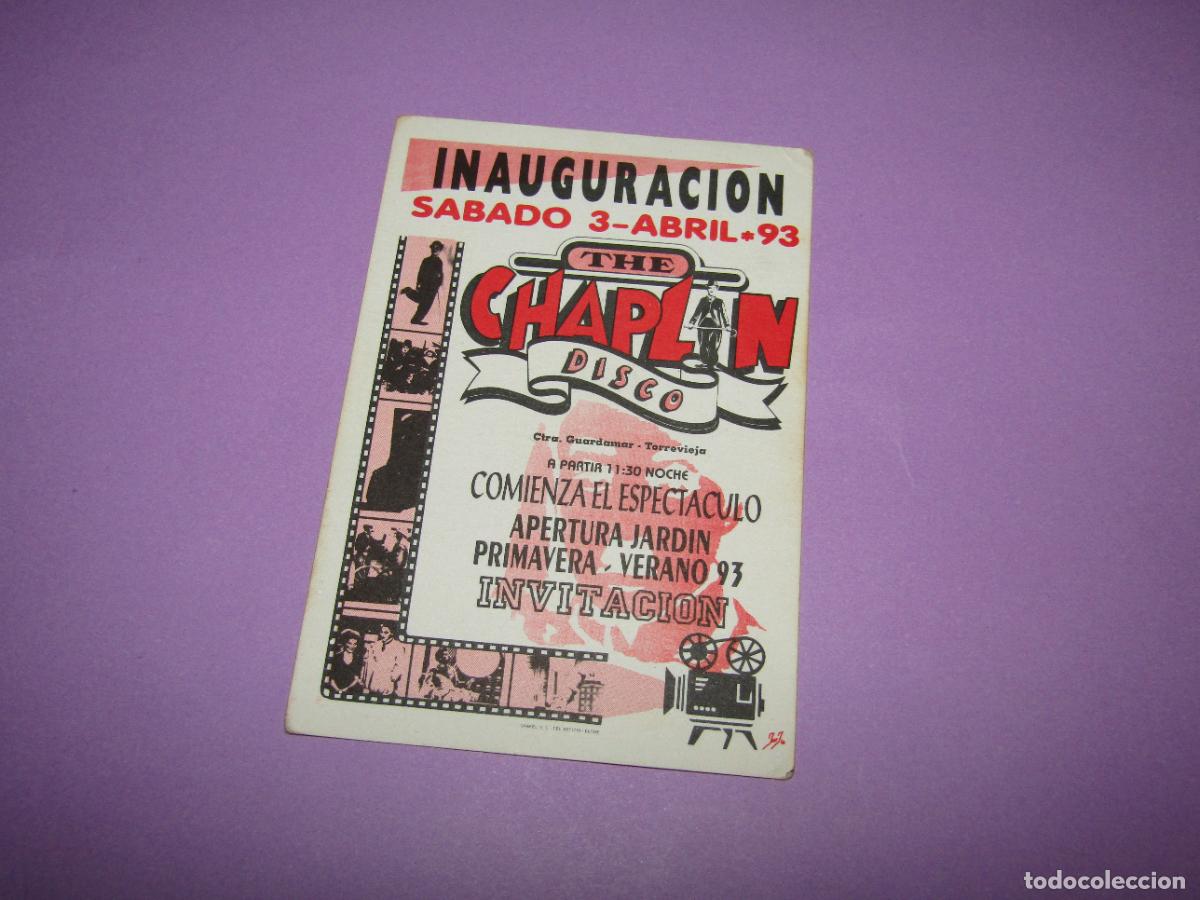 INAUGURACION
SABADO 3-ABRIL*93
THE
CHAPLIN
DISCO
Ctra. Guardamar - Torrevieja
A PARTIR 11:30 NOCHE
COMIENZA EL ESPECTACULO
APERTURA JARDIN
PRIMAVERA - VERANO 93
INVITACION
todocoleccion